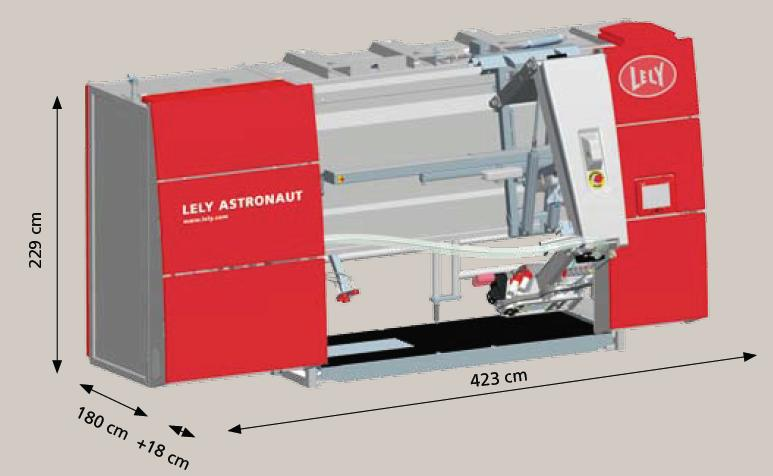 LELY
LELY ASTRONAUT
www.lely.com
229 cm
423 cm
180 cm +18 cm